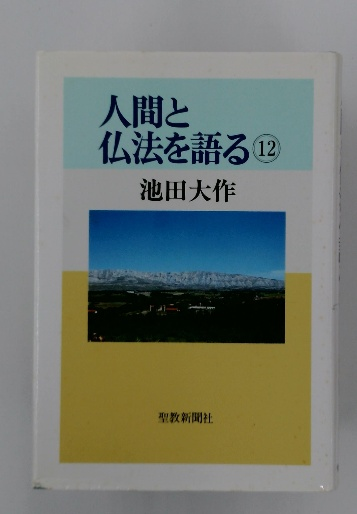 人間と
仏法を語る⑫
池田大作
聖教新聞社